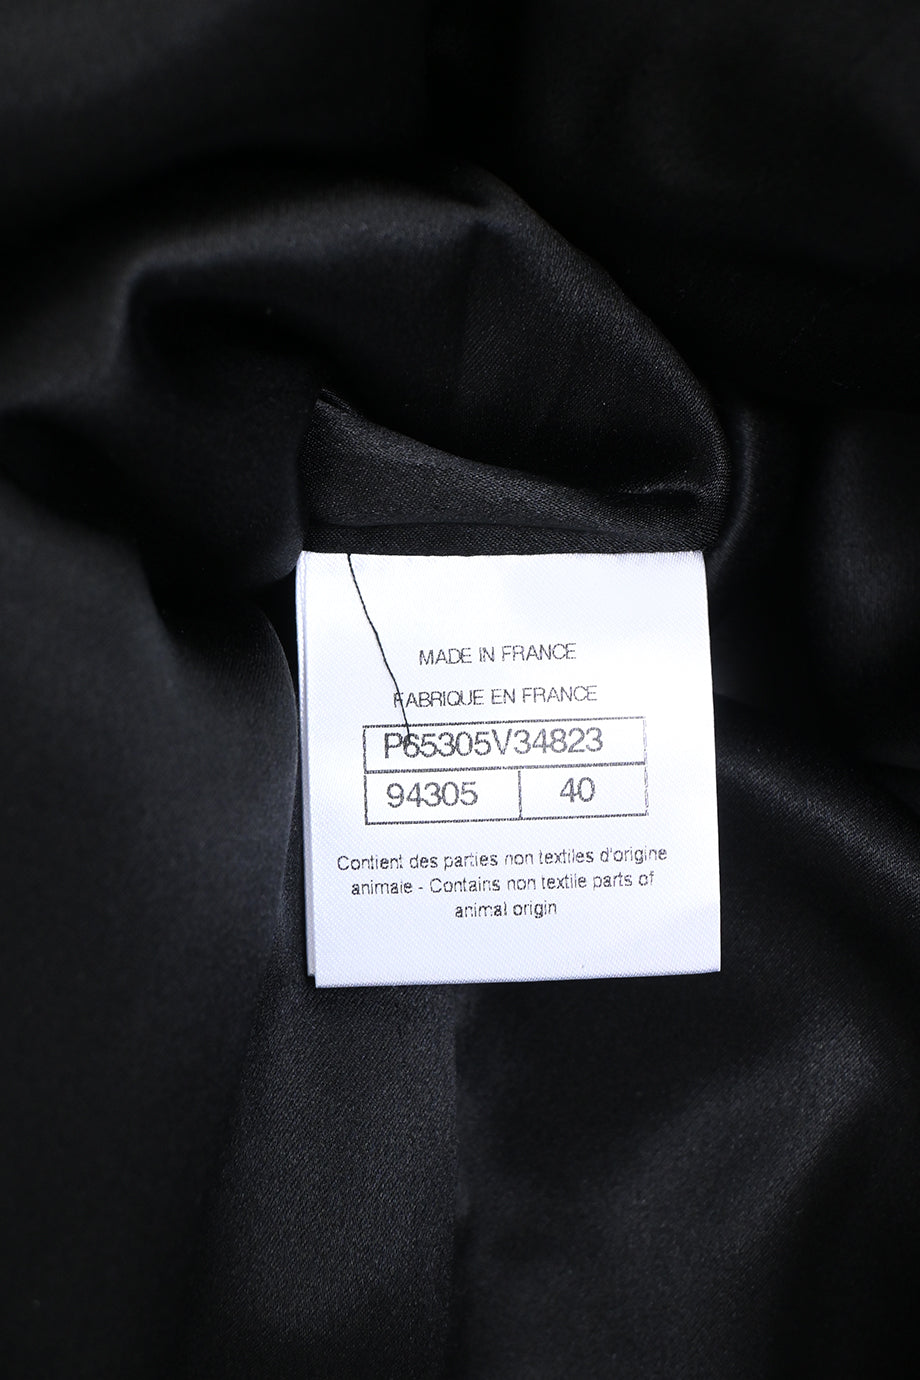 MADE IN FRANCE
FABRIQUE EN FRANCE
P65305V34823
94305 40
Contient des parties non textiles d'origine
animaie - Contains non textile parts of
animal origin